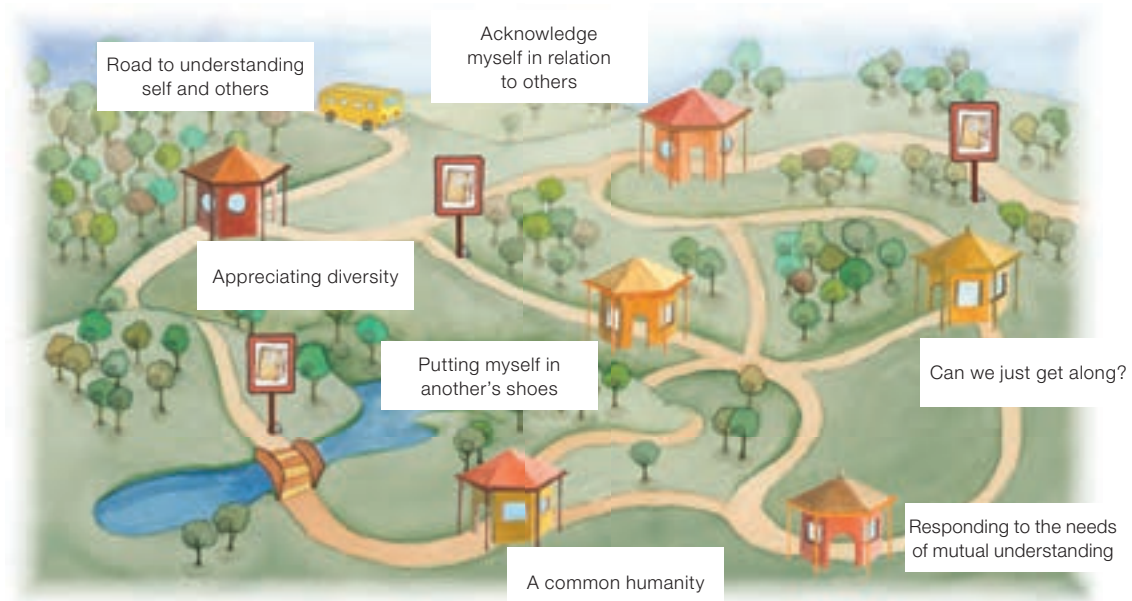 Acknowledge
myself in relation
to others
Road to understanding
self and others
Appreciating diversity
Putting myself in
another’s shoes
Can we just get along?
Responding to the needs
of mutual understanding
A common humanity